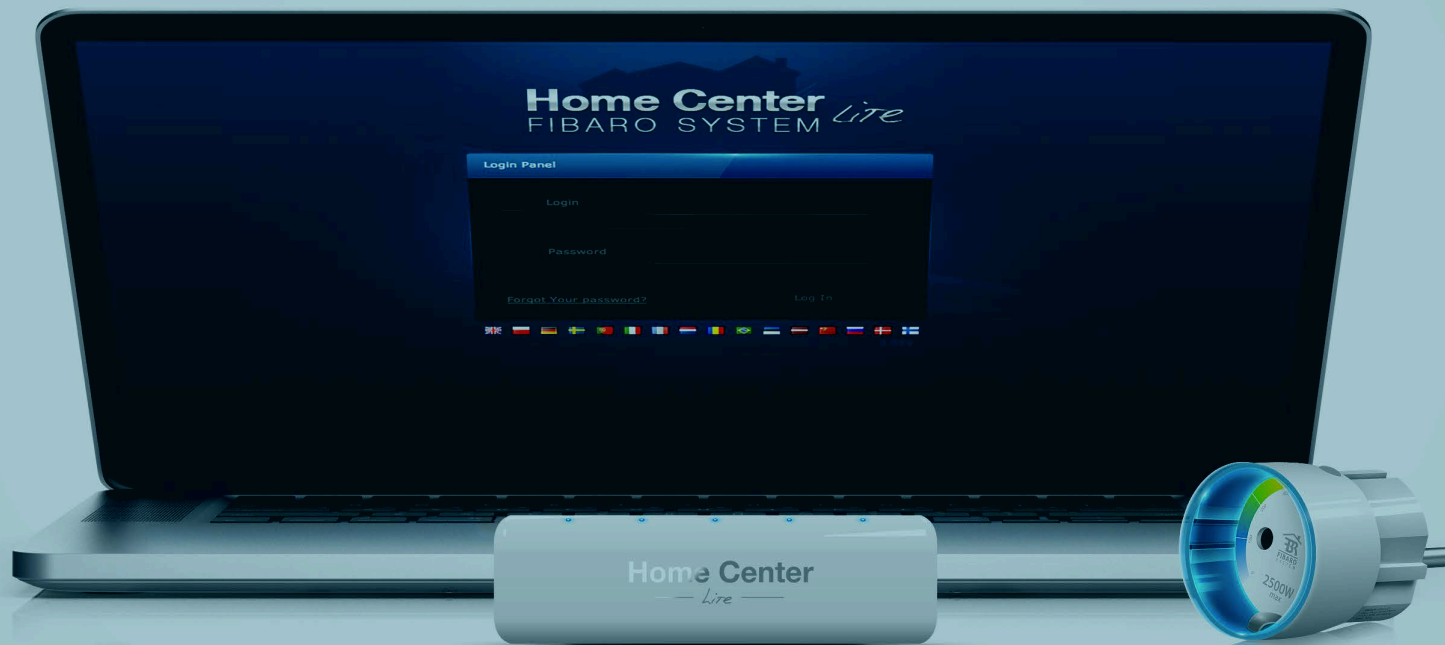 Home Center Lite
FIBARO SYSTEM
Login Panel
Login
Password
Forgot Your password?
Log In
Home Center
Lite
FIBARO
SYSTEM
2500W
max